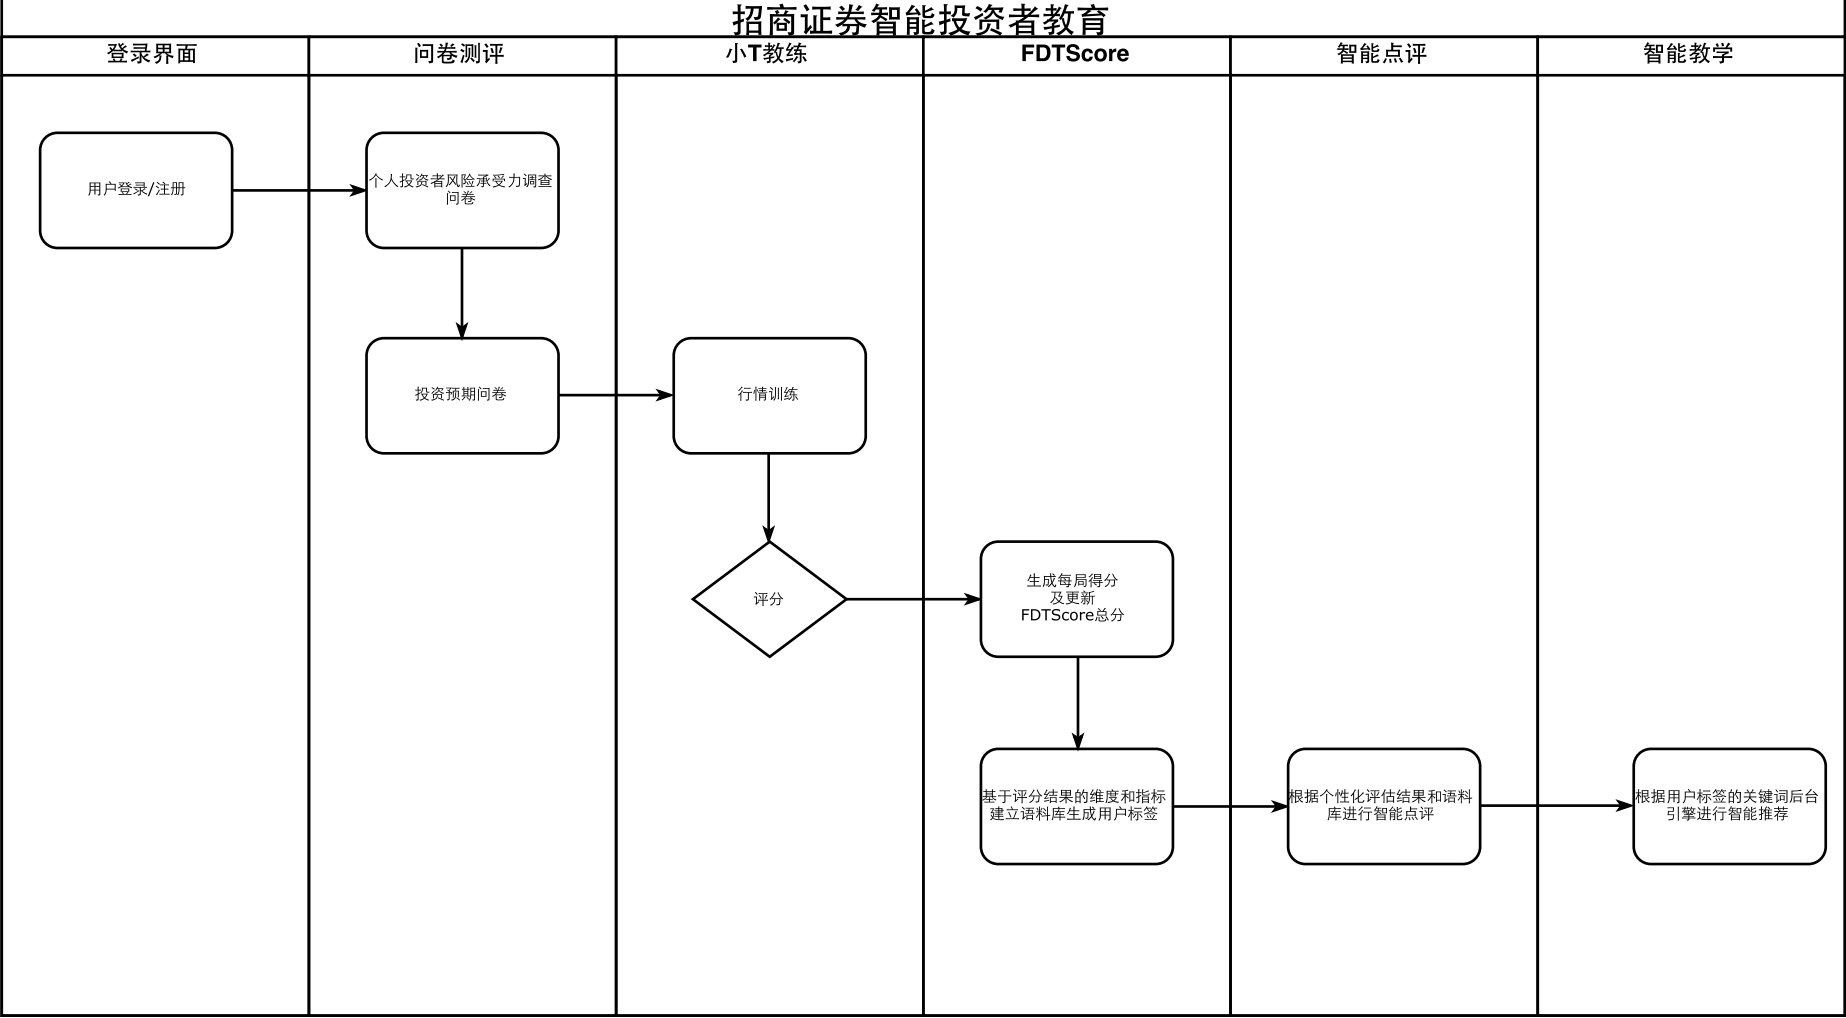 招商证券智能投资者教育
登录界面
问卷测评
小T教练
FDTScore
智能点评
智能教学
用户登录/注册
个人投资者风险承受力调查
问卷
投资预期问卷
行情训练
评分
生成每局得分
及更新
FDTScore总分
基于评分结果的维度和指标
建立语料库生成用户标签
根据个性化评估结果和语料
库进行智能点评
根据用户标签的关键词后台
引擎进行智能推荐